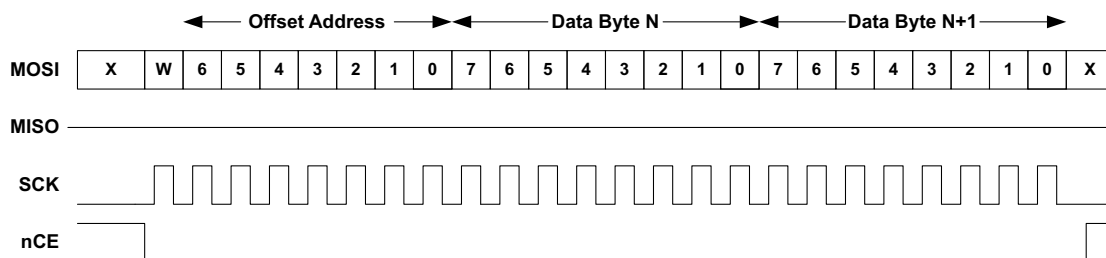 Offset Address Data Byte N Data Byte N+1
MOSI X W 6 5 4 3 2 1 0 7 6 5 4 3 2 1 0 7 6 5 4 3 2 1 0 X
MISO
SCK
nCE